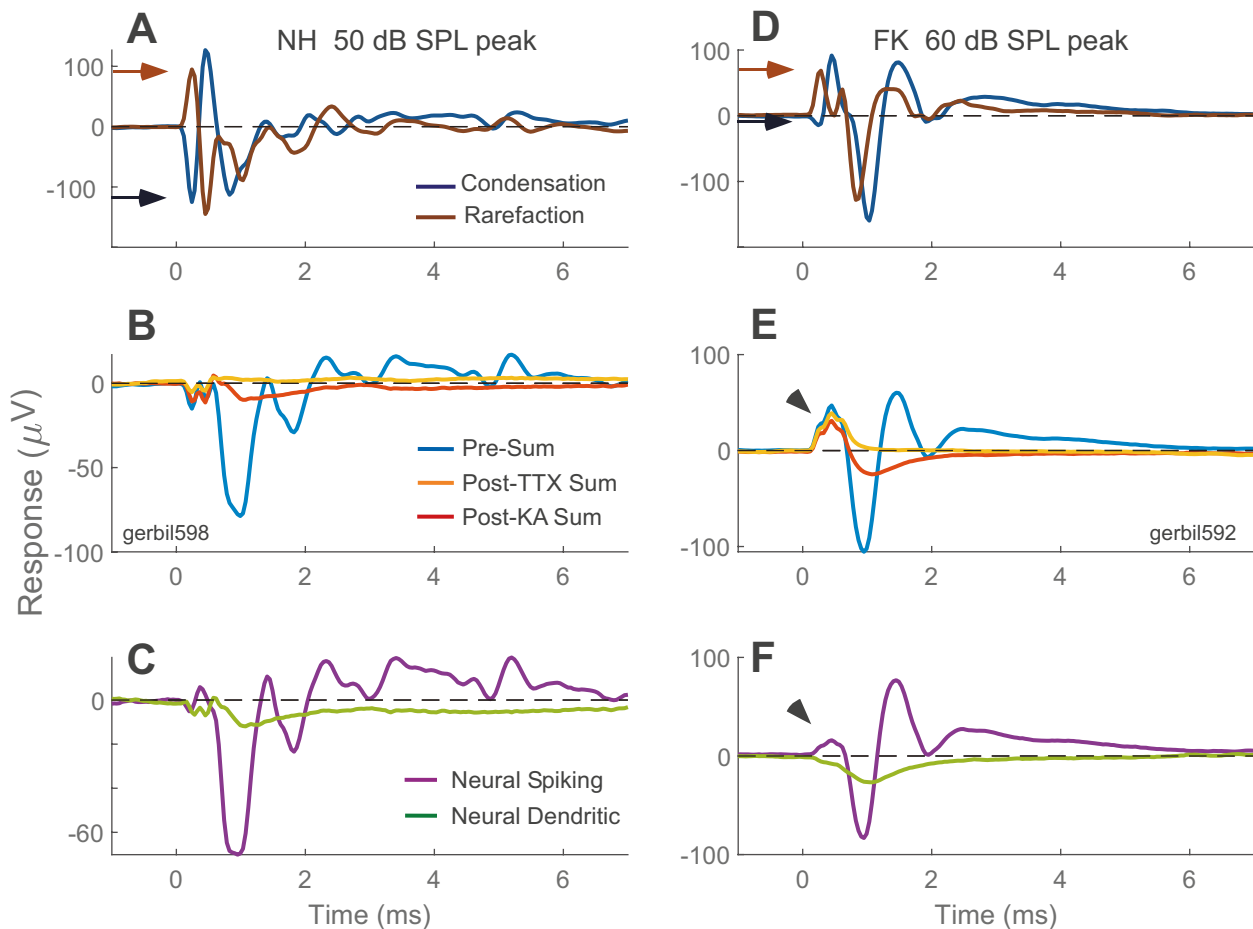 A
NH 50 dB SPL peak
100
0
-100
Condensation
Rarefaction
0 2 4 6
D
FK 60 dB SPL peak
100
0
-100
0 2 4 6
B
0
-50
-100
Pre-Sum
Post-TTX Sum
Post-KA Sum
gerbil598
0 2 4 6
E
100
0
-100
gerbil592
0 2 4 6
Response (μV)
C
0
-60
Neural Spiking
Neural Dendritic
0 2 4 6
Time (ms)
F
100
0
-100
0 2 4 6
Time (ms)